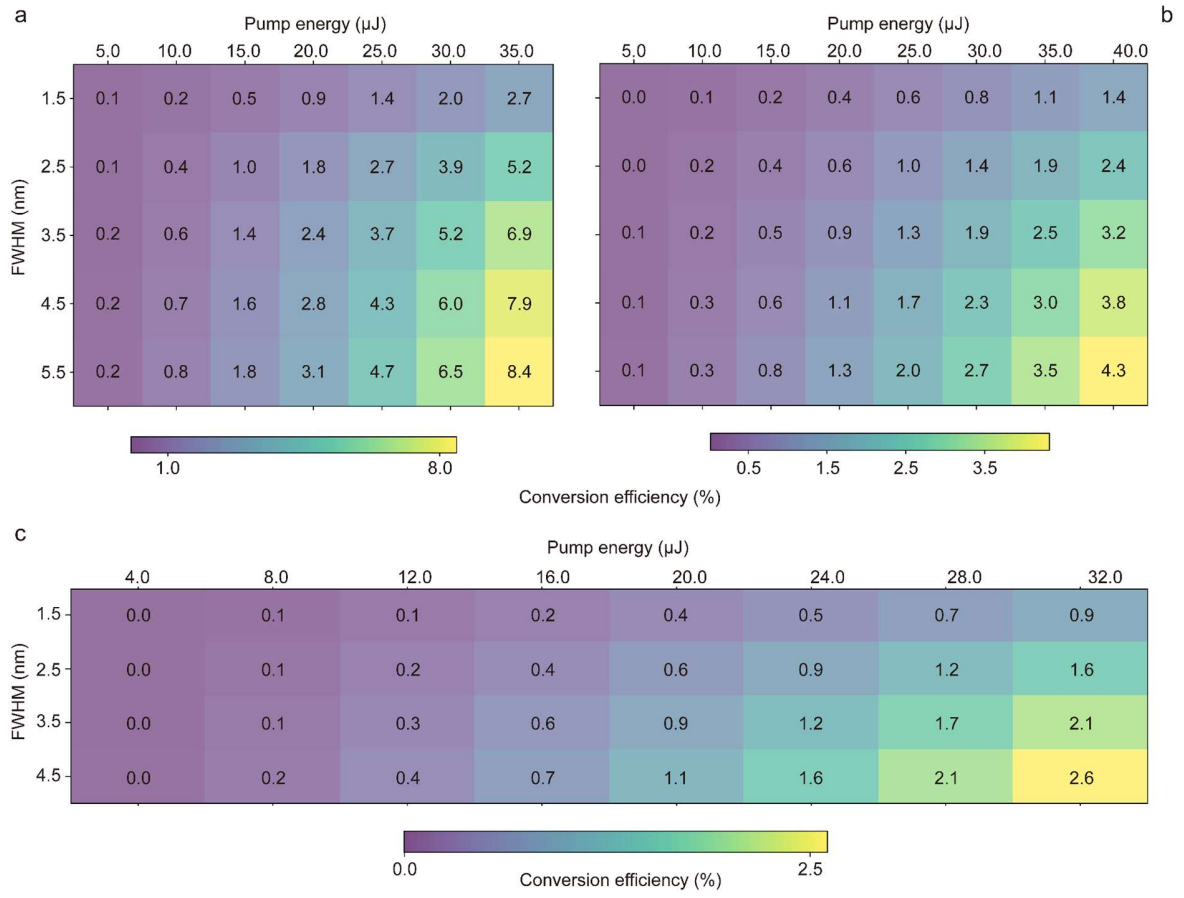 a
Pump energy (μJ)
5.0 10.0 15.0 20.0 25.0 30.0 35.0
FWHM (nm)
1.5 0.1 0.2 0.5 0.9 1.4 2.0 2.7
2.5 0.1 0.4 1.0 1.8 2.7 3.9 5.2
3.5 0.2 0.6 1.4 2.4 3.7 5.2 6.9
4.5 0.2 0.7 1.6 2.8 4.3 6.0 7.9
5.5 0.2 0.8 1.8 3.1 4.7 6.5 8.4
1.0 8.0
b
Pump energy (μJ)
5.0 10.0 15.0 20.0 25.0 30.0 35.0 40.0
0.0 0.1 0.2 0.4 0.6 0.8 1.1 1.4
0.0 0.2 0.4 0.6 1.0 1.4 1.9 2.4
0.1 0.2 0.5 0.9 1.3 1.9 2.5 3.2
0.1 0.3 0.6 1.1 1.7 2.3 3.0 3.8
0.1 0.3 0.8 1.3 2.0 2.7 3.5 4.3
0.5 1.5 2.5 3.5
Conversion efficiency (%)
c
Pump energy (μJ)
4.0 8.0 12.0 16.0 20.0 24.0 28.0 32.0
FWHM (nm)
1.5 0.0 0.1 0.1 0.2 0.4 0.5 0.7 0.9
2.5 0.0 0.1 0.2 0.4 0.6 0.9 1.2 1.6
3.5 0.0 0.1 0.3 0.6 0.9 1.2 1.7 2.1
4.5 0.0 0.2 0.4 0.7 1.1 1.6 2.1 2.6
0.0 2.5
Conversion efficiency (%)